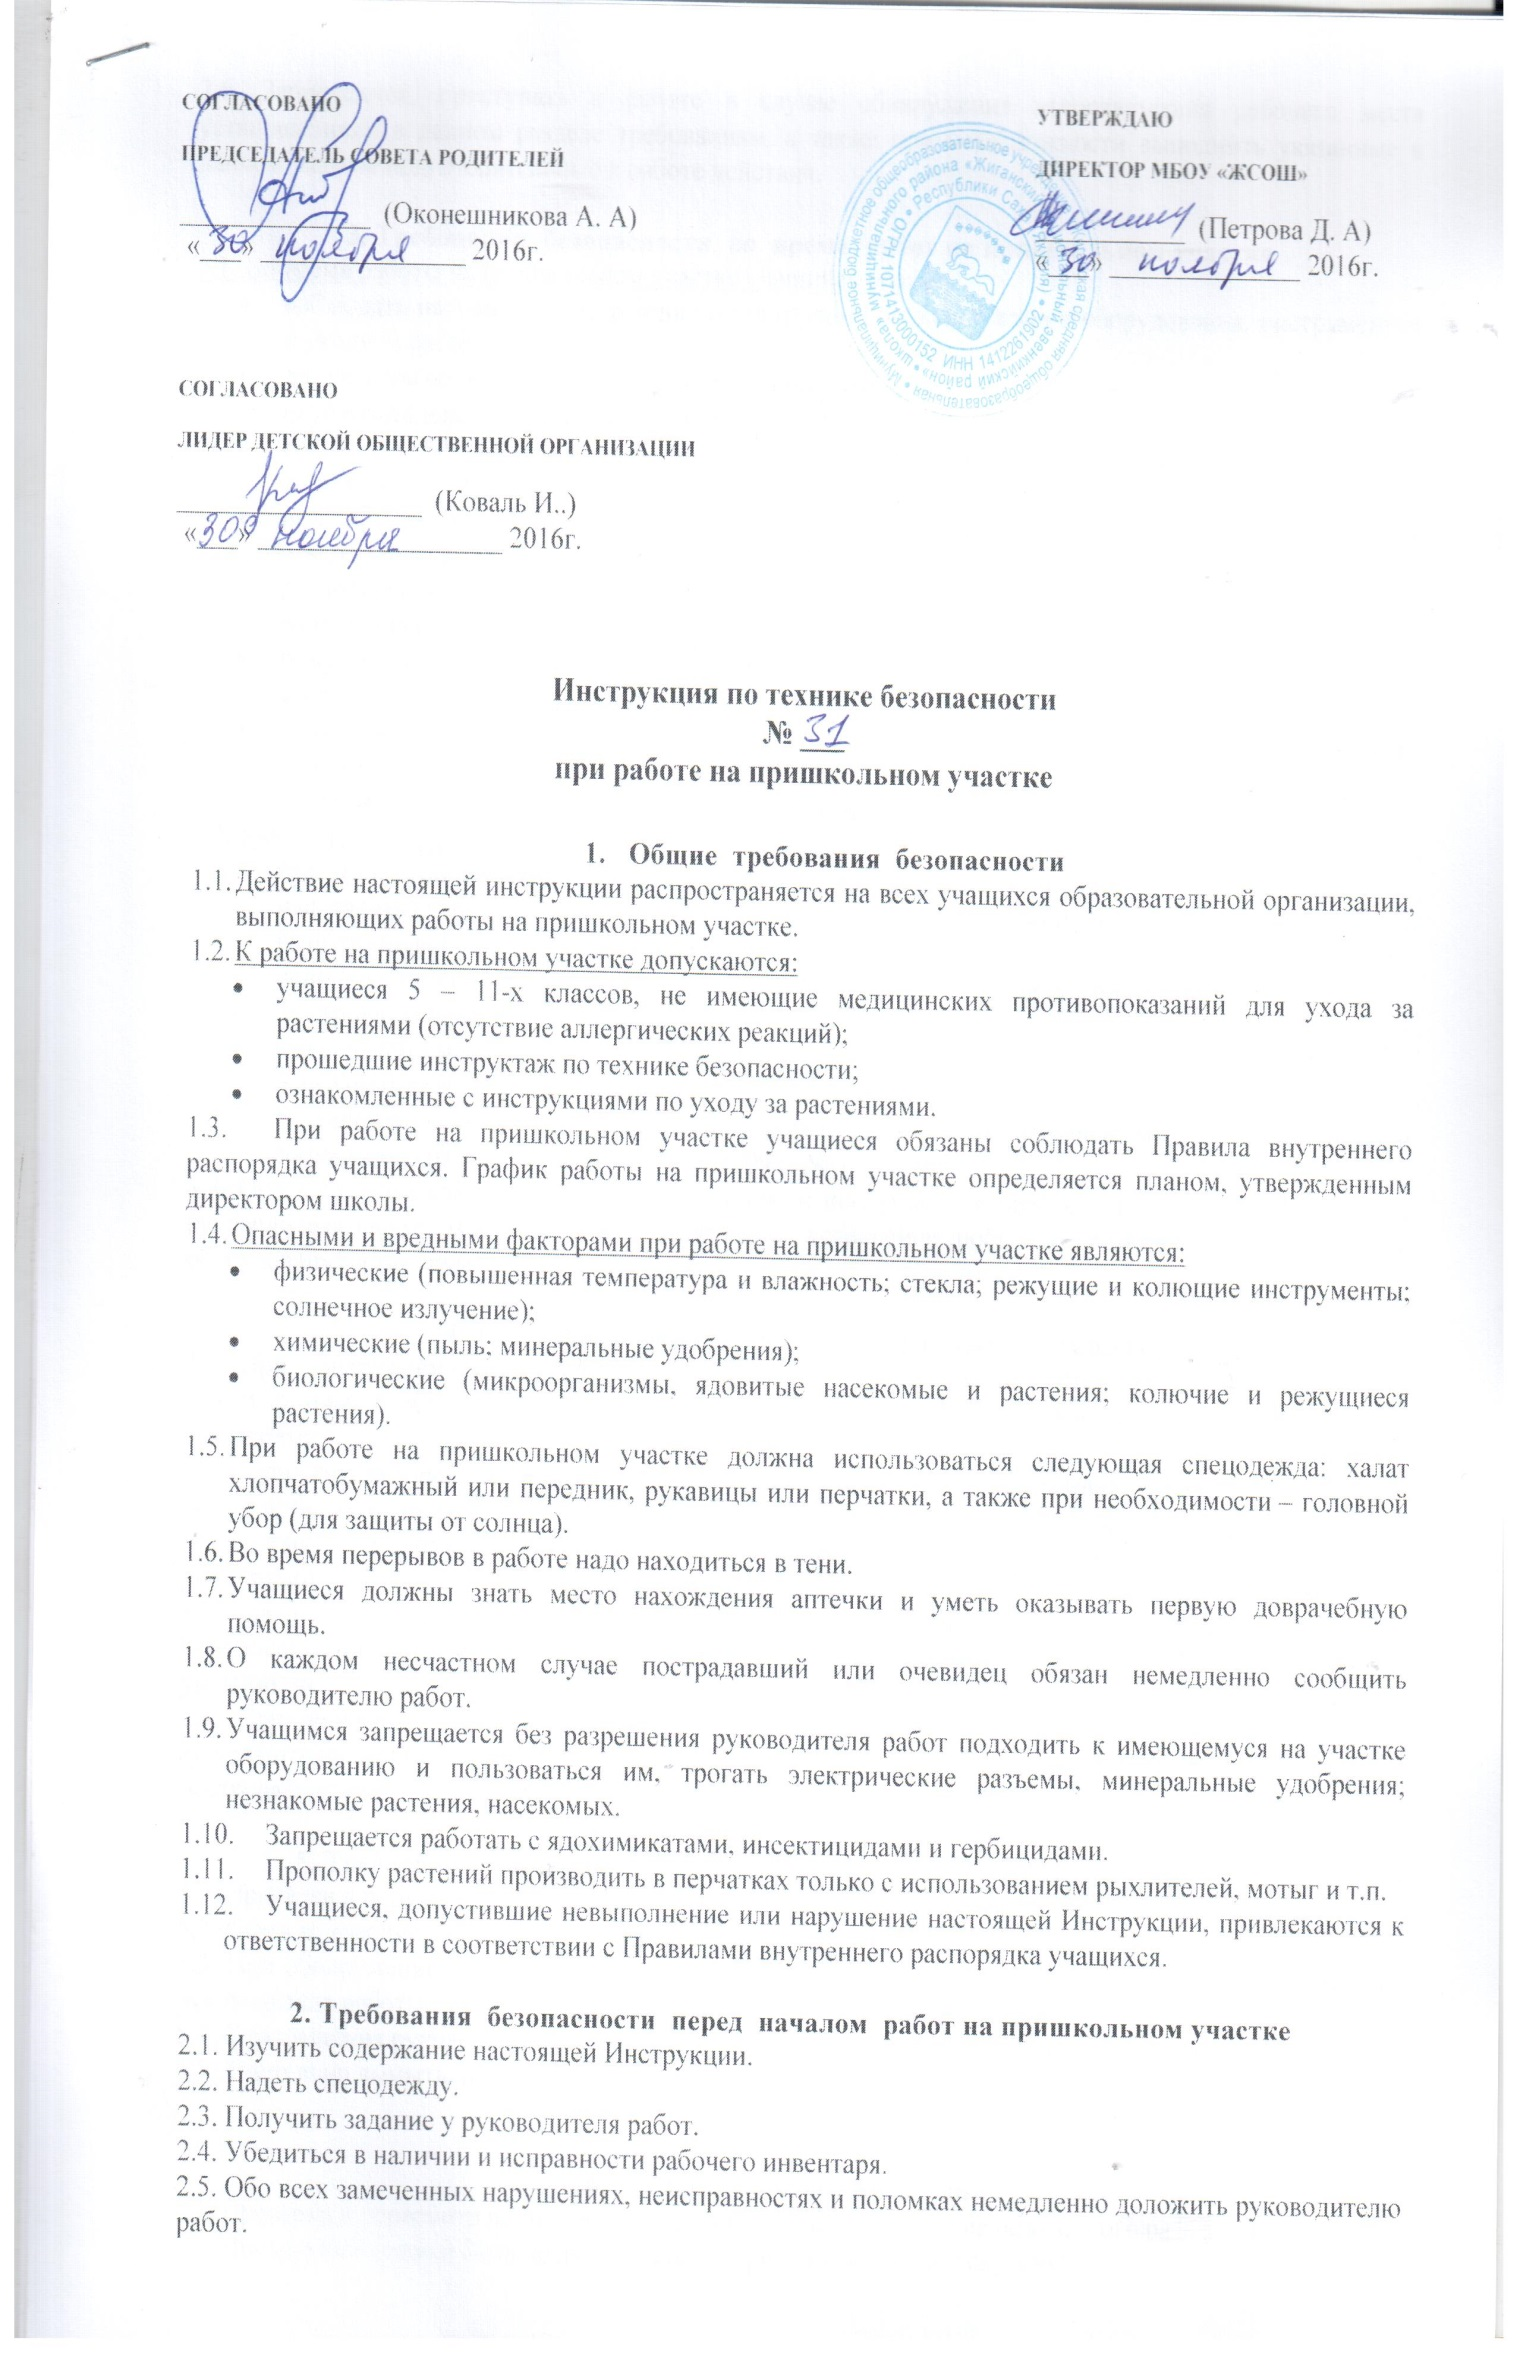 СОГЛАСОВАНО
ПРЕДСЕДАТЕЛЬ СОВЕТА РОДИТЕЛЕЙ
______________ (Оконешникова А. А)
«30» ноября 2016г.
УТВЕРЖДАЮ
ДИРЕКТОР МБОУ «ЖСОШ»
___________ (Петрова Д. А)
«30» ноября 2016г.
ИНН 1412261902
СОГЛАСОВАНО
ЛИДЕР ДЕТСКОЙ ОБЩЕСТВЕННОЙ ОРГАНИЗАЦИИ
__________________ (Коваль И..)
«30» ноября 2016г.
Инструкция по технике безопасности
№ 31
при работе на пришкольном участке
1. Общие требования безопасности
1.1. Действие настоящей инструкции распространяется на всех учащихся образовательной организации,
выполняющих работы на пришкольном участке.
1.2. К работе на пришкольном участке допускаются:
• учащиеся 5 – 11-х классов, не имеющие медицинских противопоказаний для ухода за
растениями (отсутствие аллергических реакций);
• прошедшие инструктаж по технике безопасности;
• ознакомленные с инструкциями по уходу за растениями.
1.3. При работе на пришкольном участке учащиеся обязаны соблюдать Правила внутреннего
распорядка учащихся. График работы на пришкольном участке определяется планом, утвержденным
директором школы.
1.4. Опасными и вредными факторами при работе на пришкольном участке являются:
• физические (повышенная температура и влажность; стекла; режущие и колющие инструменты;
солнечное излучение);
• химические (пыль; минеральные удобрения);
• биологические (микроорганизмы, ядовитые насекомые и растения; колючие и режущиеся
растения).
1.5. При работе на пришкольном участке должна использоваться следующая спецодежда: халат
хлопчатобумажный или передник, рукавицы или перчатки, а также при необходимости – головной
убор (для защиты от солнца).
1.6. Во время перерывов в работе надо находиться в тени.
1.7. Учащиеся должны знать место нахождения аптечки и уметь оказывать первую доврачебную
помощь.
1.8. О каждом несчастном случае пострадавший или очевидец обязан немедленно сообщить
руководителю работ.
1.9. Учащимся запрещается без разрешения руководителя работ подходить к имеющемуся на участке
оборудованию и пользоваться им, трогать электрические разъемы, минеральные удобрения;
незнакомые растения, насекомых.
1.10. Запрещается работать с ядохимикатами, инсектицидами и гербицидами.
1.11. Прополку растений производить в перчатках только с использованием рыхлителей, мотыг и т.п.
1.12. Учащиеся, допустившие невыполнение или нарушение настоящей Инструкции, привлекаются к
ответственности в соответствии с Правилами внутреннего распорядка учащихся.
2. Требования безопасности перед началом работ на пришкольном участке
2.1. Изучить содержание настоящей Инструкции.
2.2. Надеть спецодежду.
2.3. Получить задание у руководителя работ.
2.4. Убедиться в наличии и исправности рабочего инвентаря.
2.5. Обо всех замеченных нарушениях, неисправностях и поломках немедленно доложить руководителю
работ.